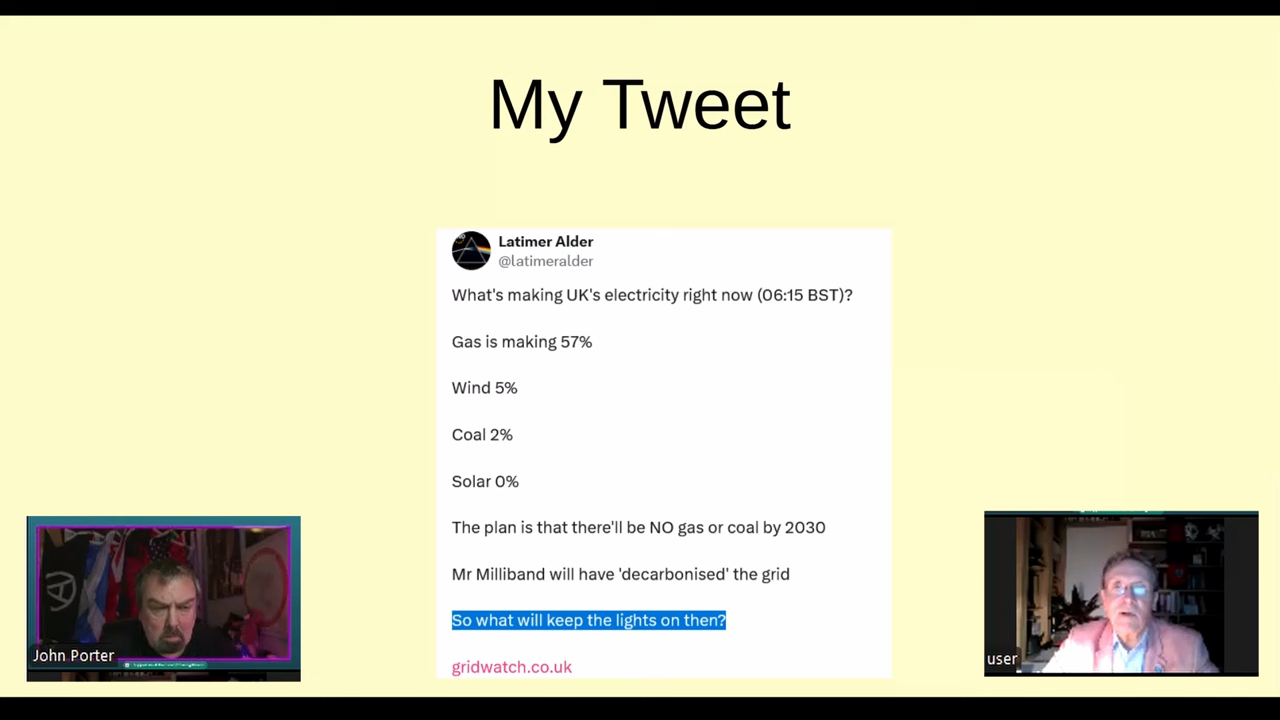 My Tweet
Latimer Alder
@latimeralder
What's making UK's electricity right now (06:15 BST)?
Gas is making 57%
Wind 5%
Coal 2%
Solar 0%
The plan is that there'll be NO gas or coal by 2030
Mr Milliband will have 'decarbonised' the grid
So what will keep the lights on then?
gridwatch.co.uk
John Porter
user